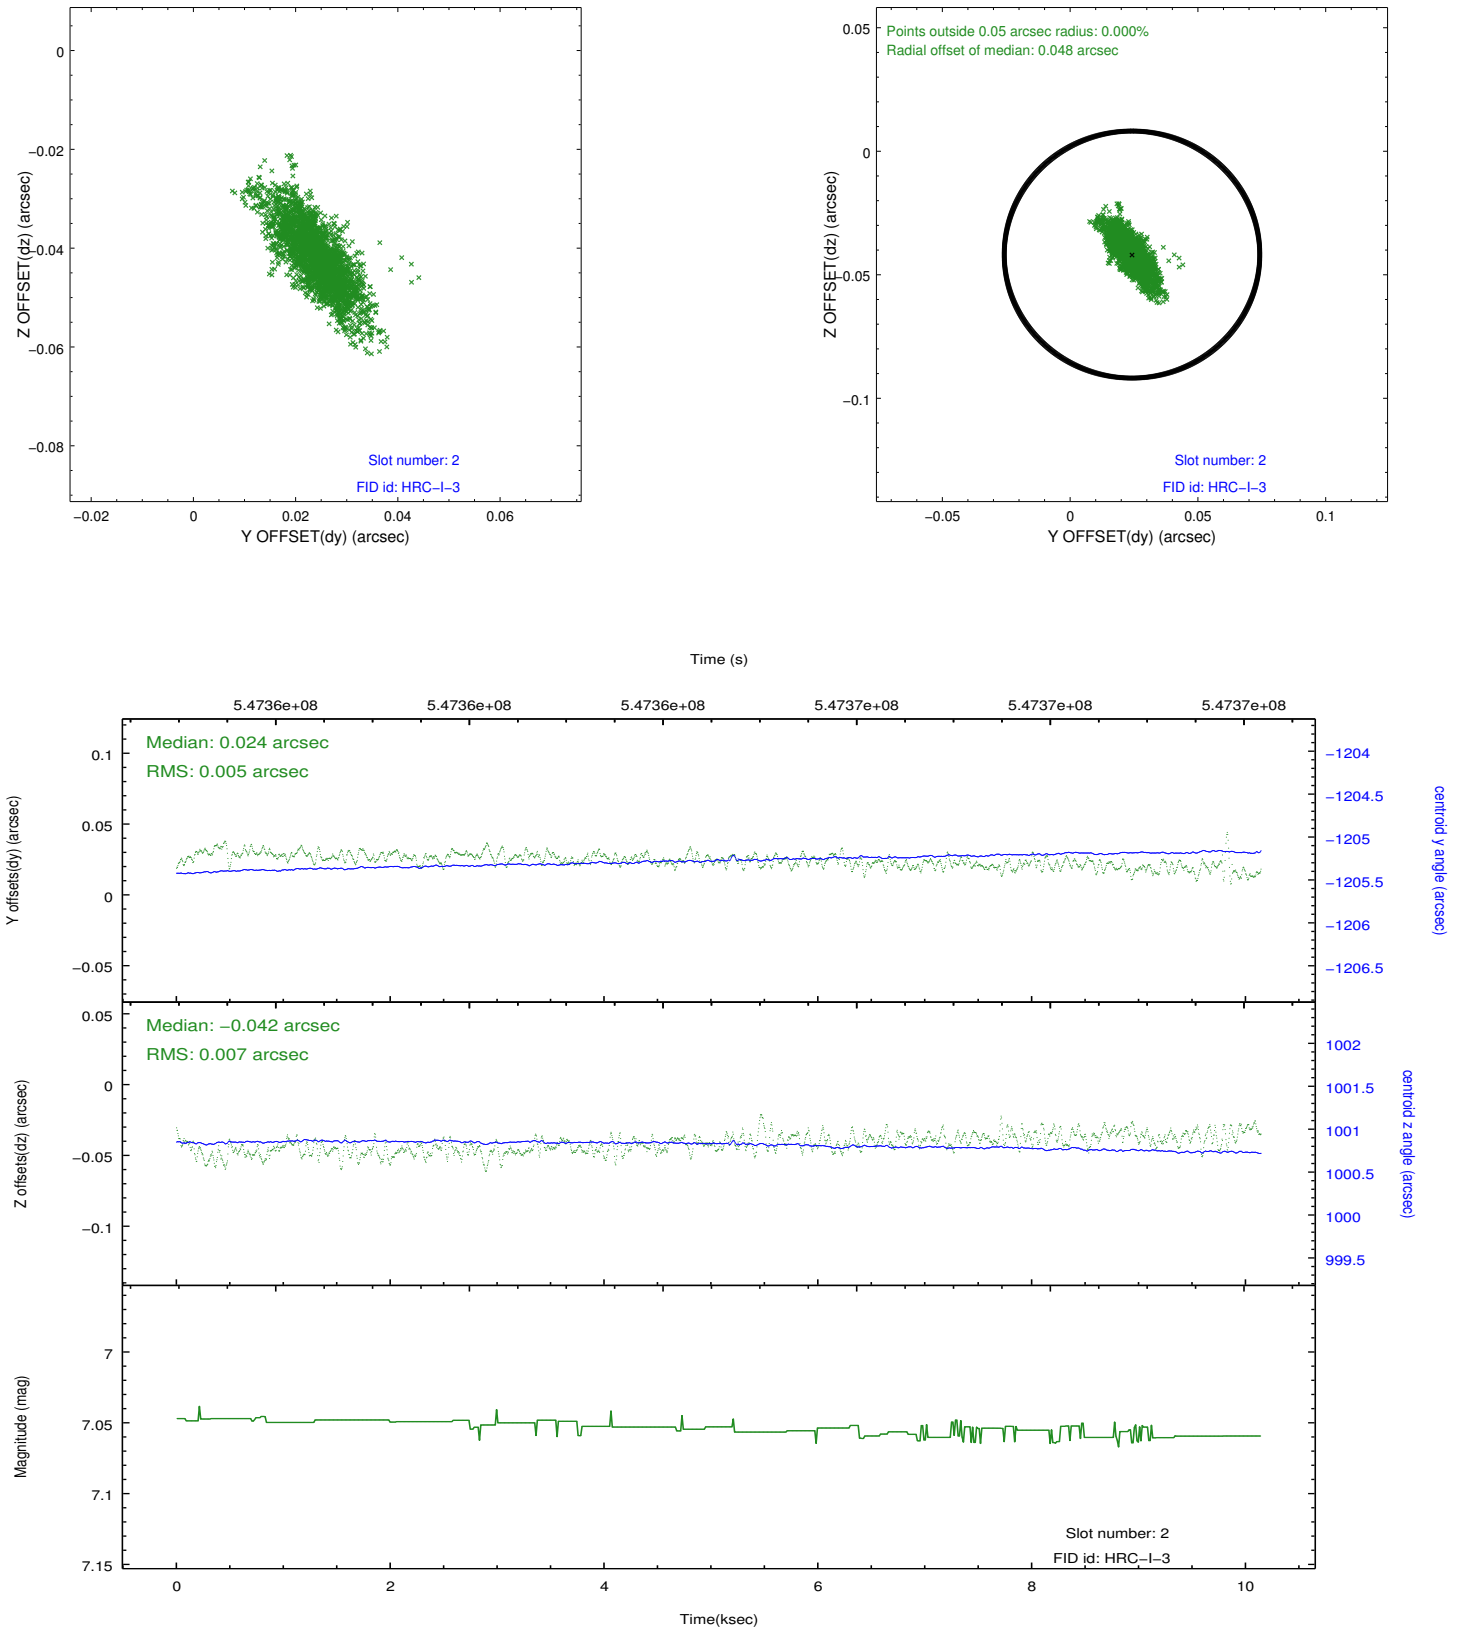 0
−0.02
−0.04
−0.06
−0.08
Z OFFSET(dz) (arcsec)
Slot number: 2
FID id: HRC−I−3
−0.02 0 0.02 0.04 0.06
Y OFFSET(dy) (arcsec)
Points outside 0.05 arcsec radius: 0.000%
Radial offset of median: 0.048 arcsec
0.05
0
−0.05
−0.1
Z OFFSET(dz) (arcsec)
Slot number: 2
FID id: HRC−I−3
−0.05 0 0.05 0.1
Y OFFSET(dy) (arcsec)
Time (s)
5.4736e+08 5.4736e+08 5.4736e+08 5.4737e+08 5.4737e+08 5.4737e+08
Median: 0.024 arcsec
RMS: 0.005 arcsec
0.1
0.05
0
−0.05
Y offsets(dy) (arcsec)
−1204
−1204.5
−1205
−1205.5
−1206
−1206.5
centroid y angle (arcsec)
Median: −0.042 arcsec
RMS: 0.007 arcsec
0.05
0
−0.05
−0.1
Z offsets(dz) (arcsec)
1002
1001.5
1001
1000.5
1000
999.5
centroid z angle (arcsec)
7
7.05
7.1
7.15
Magnitude (mag)
Slot number: 2
FID id: HRC−I−3
0 2 4 6 8 10
Time(ksec)